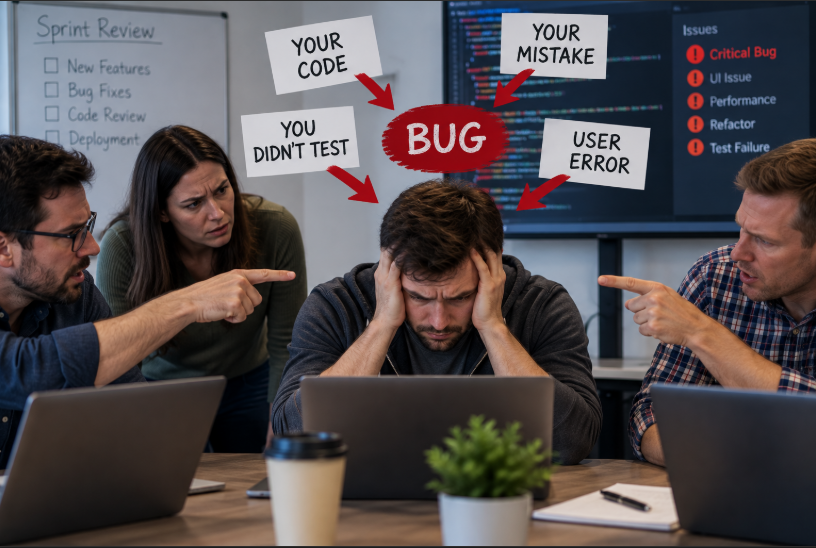 Sprint Review
New Features
Bug Fixes
Code Review
Deployment
YOUR
CODE
YOUR
MISTAKE
YOU
DIDN'T TEST
BUG
USER
ERROR
Issues
Critical Bug
UI Issue
Performance
Refactor
Test Failure